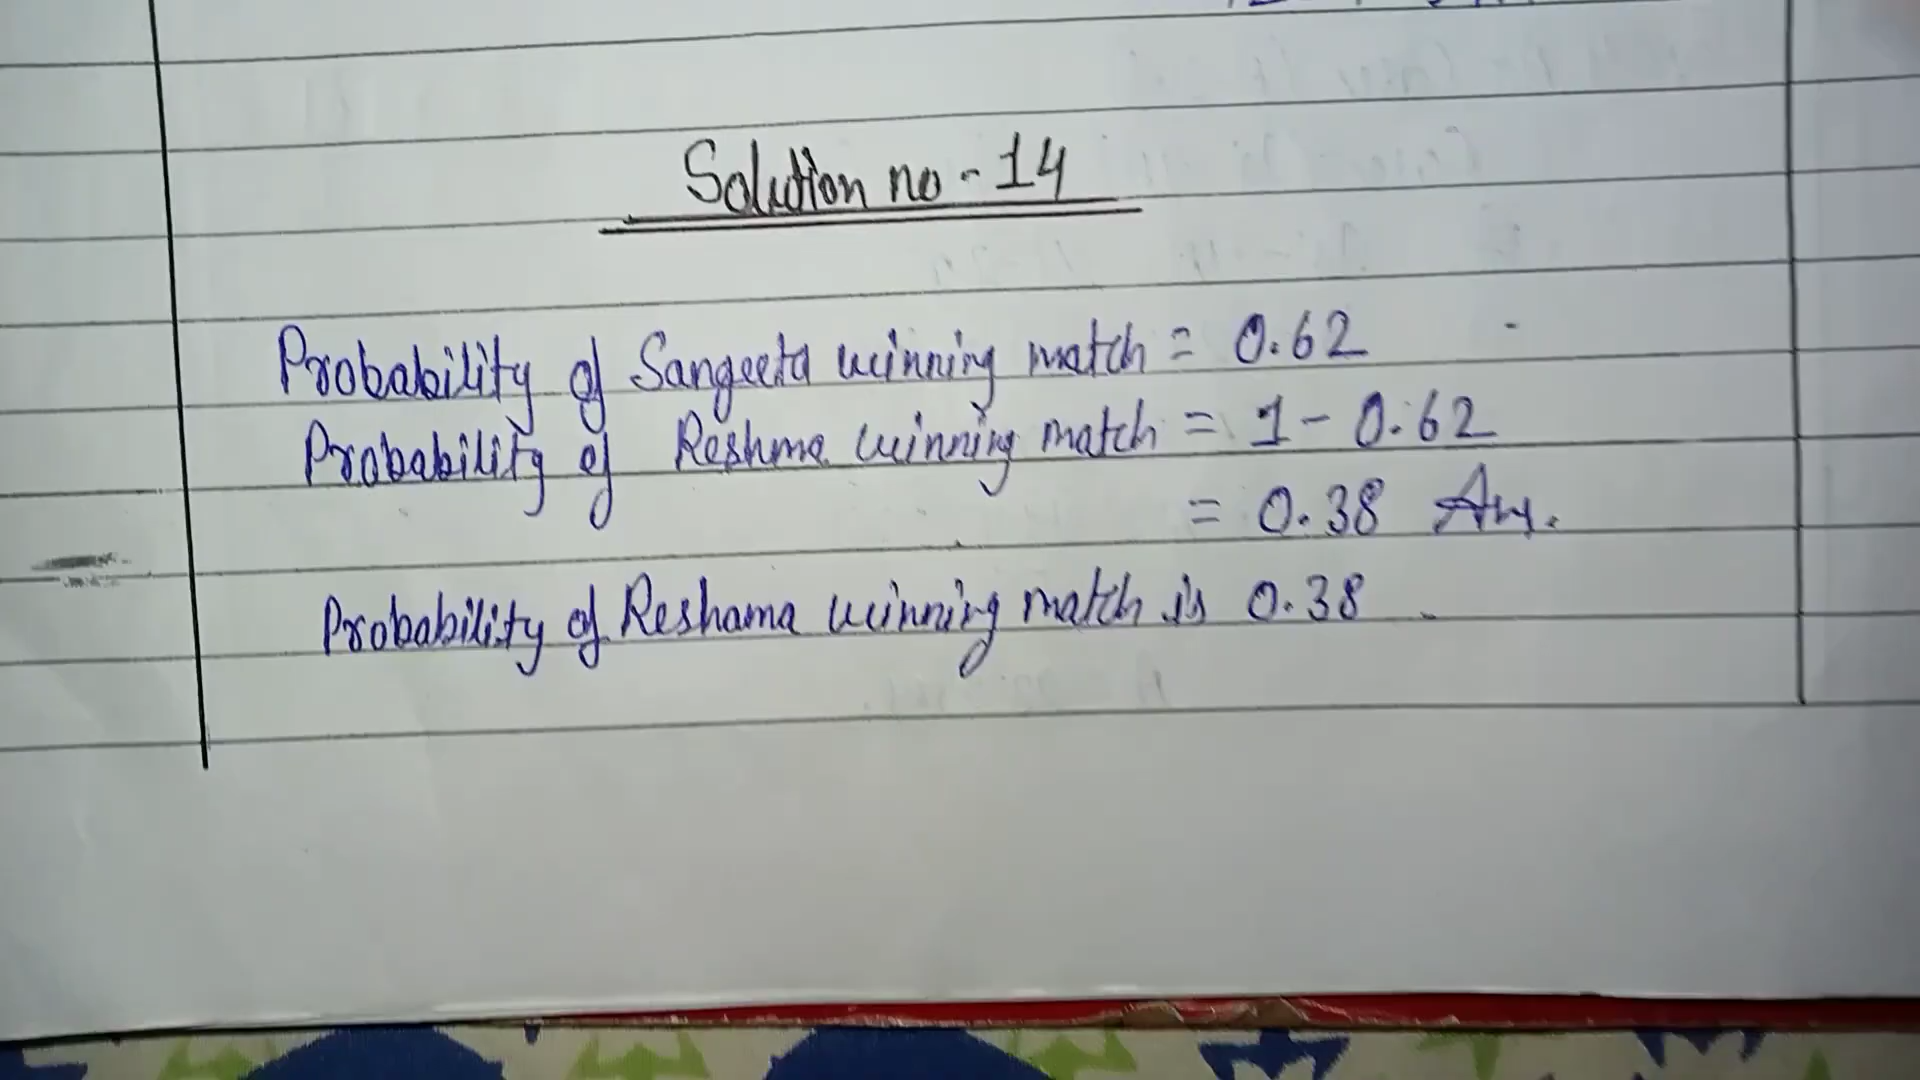 Solution no - 14
Probability of Sangeeta winning match = 0.62
Probability of Reshma winning match = 1 - 0.62
= 0.38 Ans.
Probability of Reshama winning match is 0.38